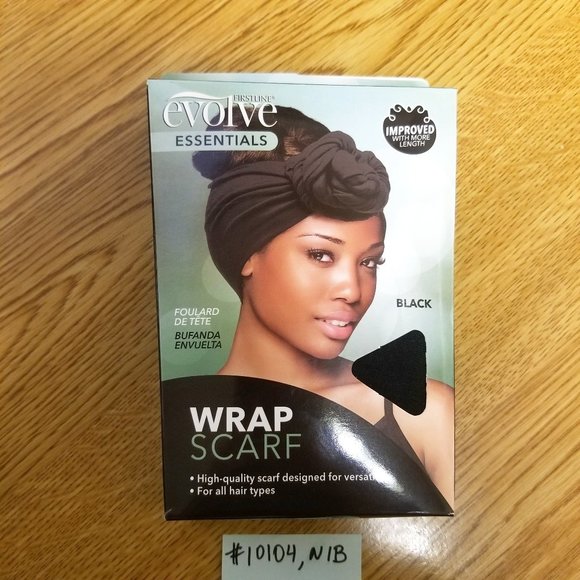 FIRSTLINE®
evolve
ESSENTIALS
IMPROVED
WITH MORE
LENGTH
FOULARD
DE TÊTE
BUFANDA
ENVUELTA
BLACK
WRAP
SCARF
• High-quality scarf designed for
• For all hair types
#10104, NIB